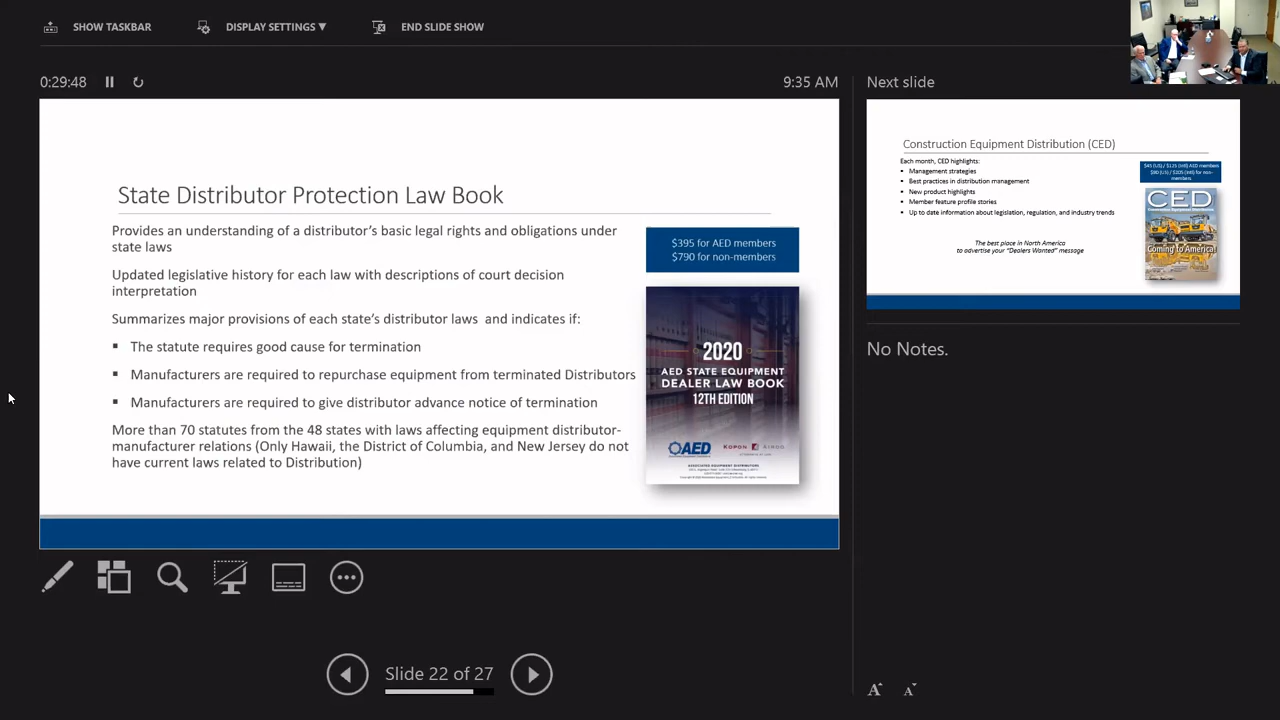 SHOW TASKBAR
DISPLAY SETTINGS ▼
END SLIDE SHOW
0:29:48
9:35 AM
State Distributor Protection Law Book
Provides an understanding of a distributor’s basic legal rights and obligations under
state laws
Updated legislative history for each law with descriptions of court decision
interpretation
Summarizes major provisions of each state’s distributor laws  and indicates if:
▪ The statute requires good cause for termination
▪ Manufacturers are required to repurchase equipment from terminated Distributors
▪ Manufacturers are required to give distributor advance notice of termination
More than 70 statutes from the 48 states with laws affecting equipment distributor-
manufacturer relations (Only Hawaii, the District of Columbia, and New Jersey do not
have current laws related to Distribution)
$395 for AED members
$790 for non-members
2020
AED STATE EQUIPMENT
DEALER LAW BOOK
12TH EDITION
AED
KOPON AIRDO
ASSOCIATED EQUIPMENT DISTRIBUTORS
Slide 22 of 27
Next slide
Construction Equipment Distribution (CED)
Each month, CED highlights:
▪ Management strategies
▪ Best practices in distribution management
▪ New product highlights
▪ Member feature profile stories
▪ Up to date information about legislation, regulation, and industry trends
The best place in North America
to advertise your “Dealers Wanted” message
members
CED
Coming to America!
No Notes.
A A